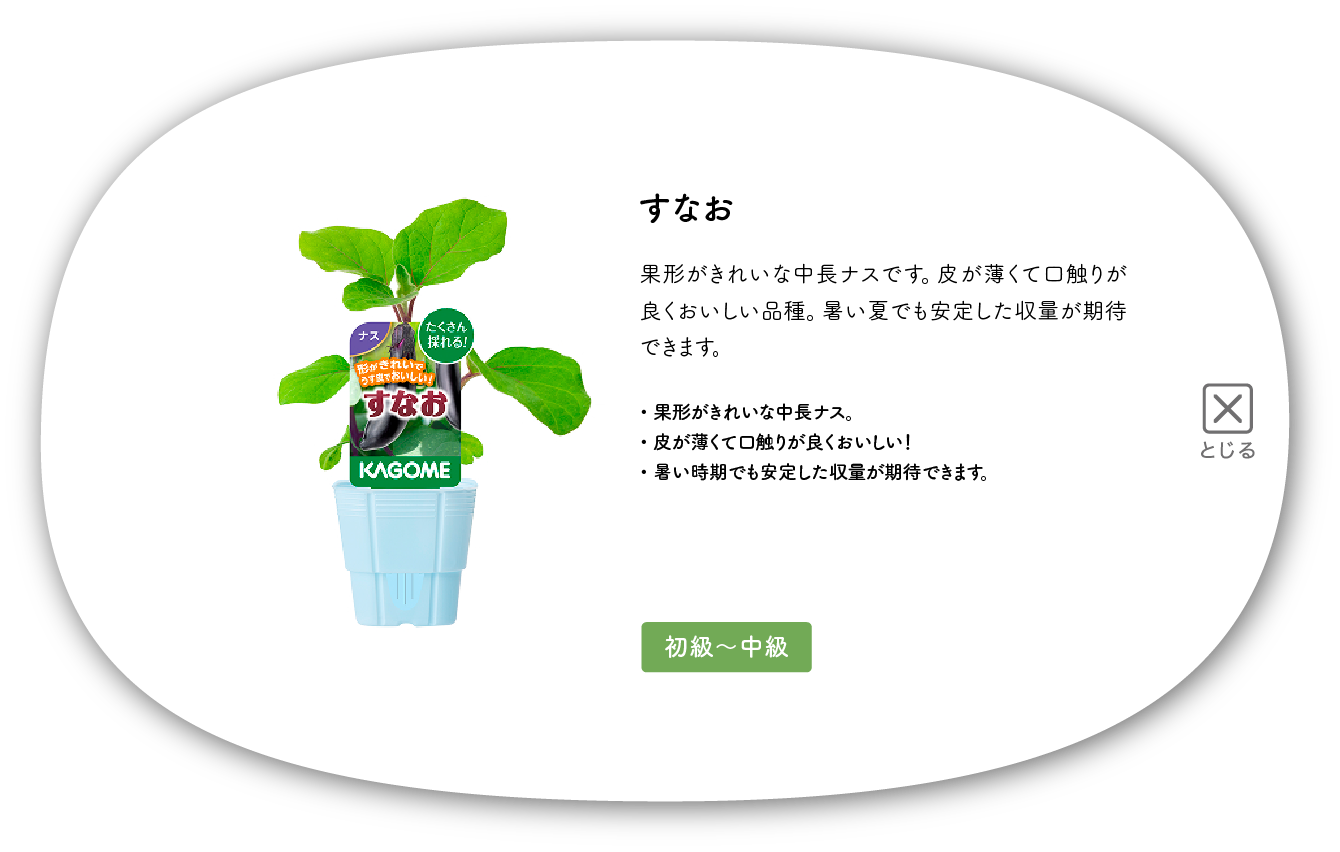 すなお
果形がきれいな中長ナスです。皮が薄くて口触りが
良くおいしい品種。暑い夏でも安定した収量が期待
できます。
・果形がきれいな中長ナス。
・皮が薄くて口触りが良くおいしい！
・暑い時期でも安定した収量が期待できます。
初級～中級
ナス
たくさん
採れる!
形がきれいで
うす皮でおいしい!
すなお
KAGOME
とじる